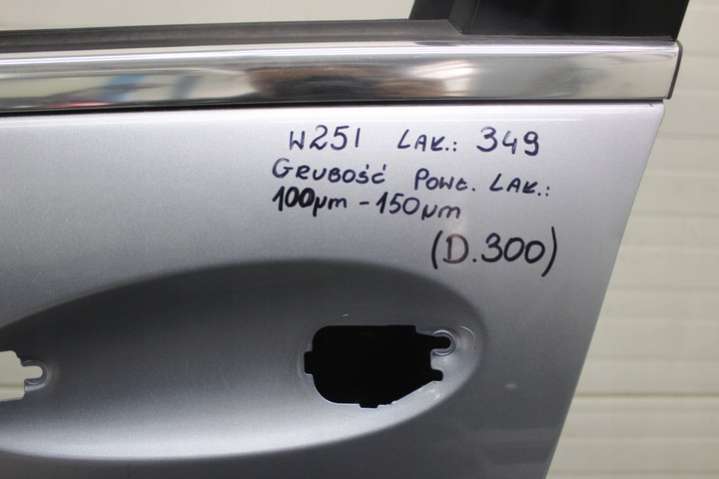 W251 LAK.: 349
GRUBOŚĆ POWŁ. LAK.:
100µm - 150µm
(D.300)